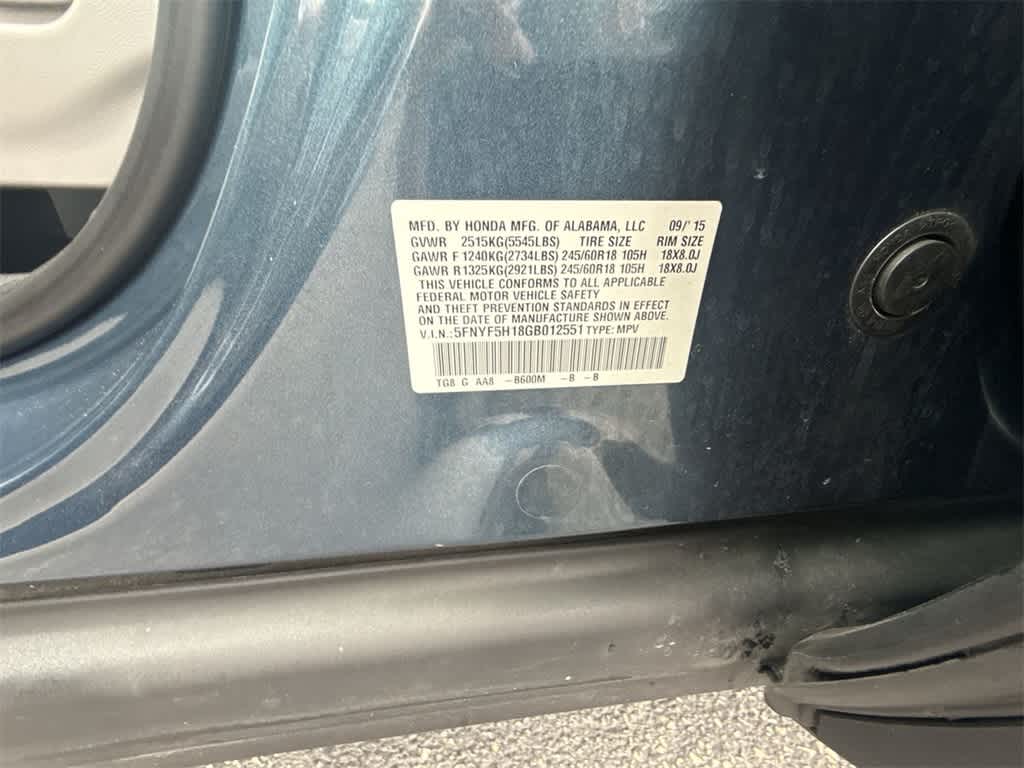 MFD. BY HONDA MFG. OF ALABAMA, LLC 09/'15
GVWR 2515KG(5545LBS) TIRE SIZE RIM SIZE
GAWR F 1240KG(2734LBS) 245/60R18 105H 18X8.0J
GAWR R 1325KG(2921LBS) 245/60R18 105H 18X8.0J
THIS VEHICLE CONFORMS TO ALL APPLICABLE
FEDERAL MOTOR VEHICLE SAFETY
AND THEFT PREVENTION STANDARDS IN EFFECT
ON THE DATE OF MANUFACTURE SHOWN ABOVE.
V.I.N.: 5FNYF5H18GB012551 TYPE: MPV
TG8 G AA8 -B600M -B -B